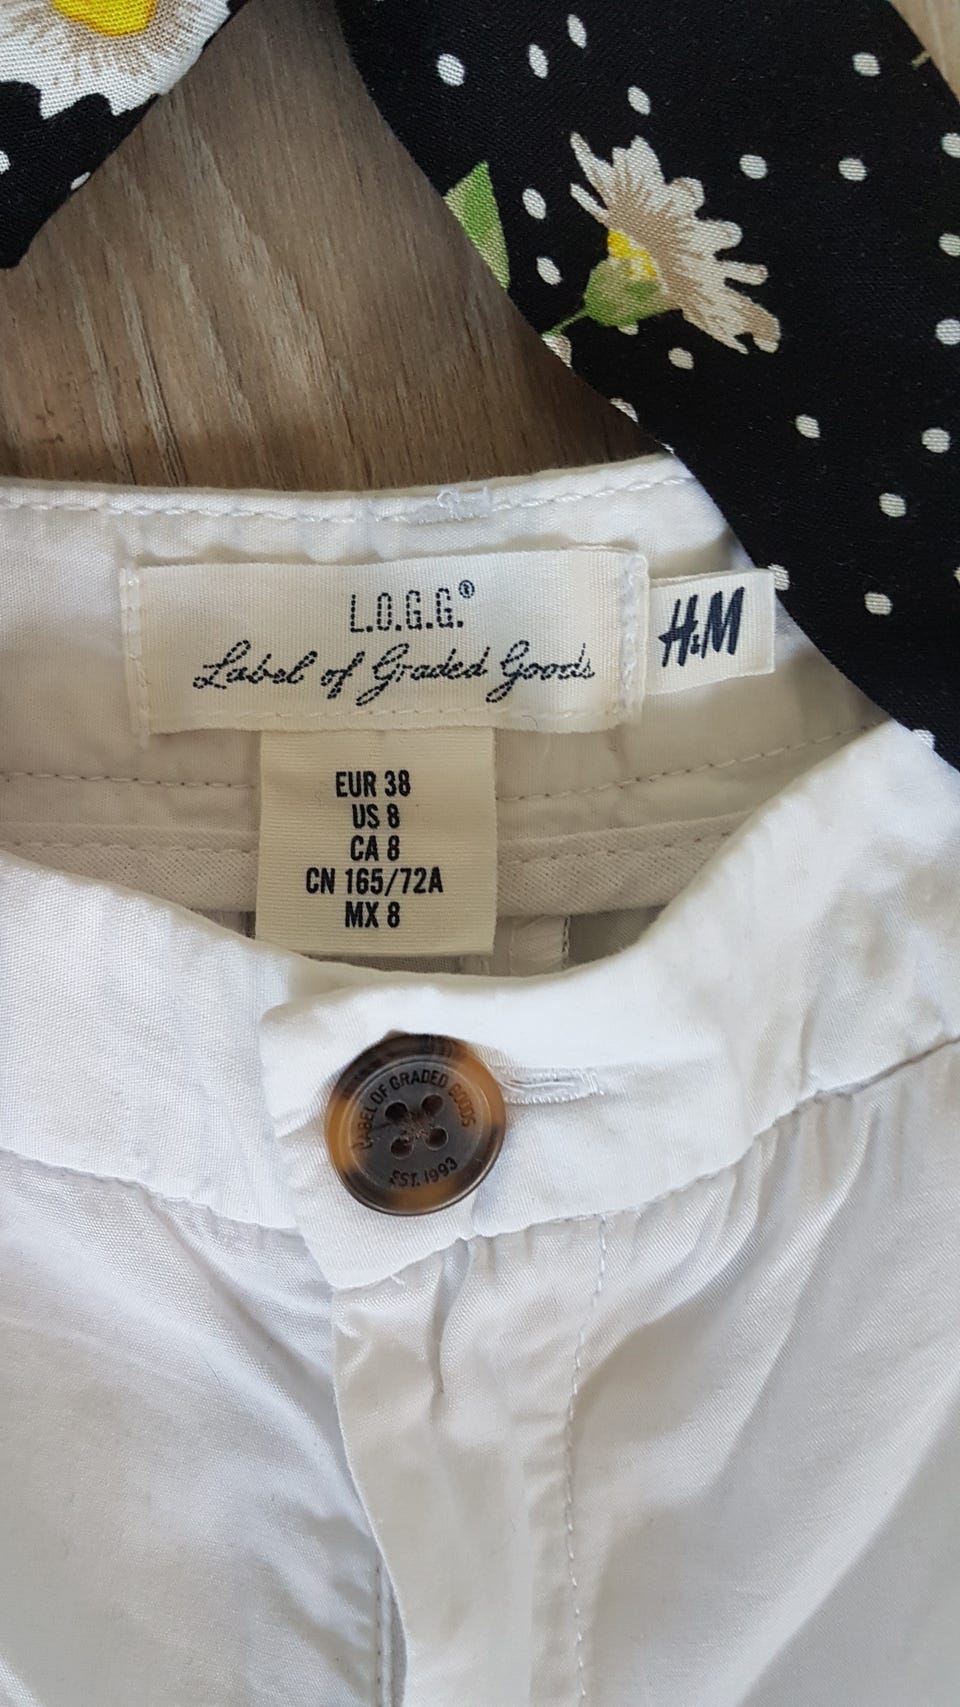 L.O.G.G.®
Label of Graded Goods
H&M
EUR 38
US 8
CA 8
CN 165/72A
MX 8
LABEL OF GRADED GOODS
EST. 1993